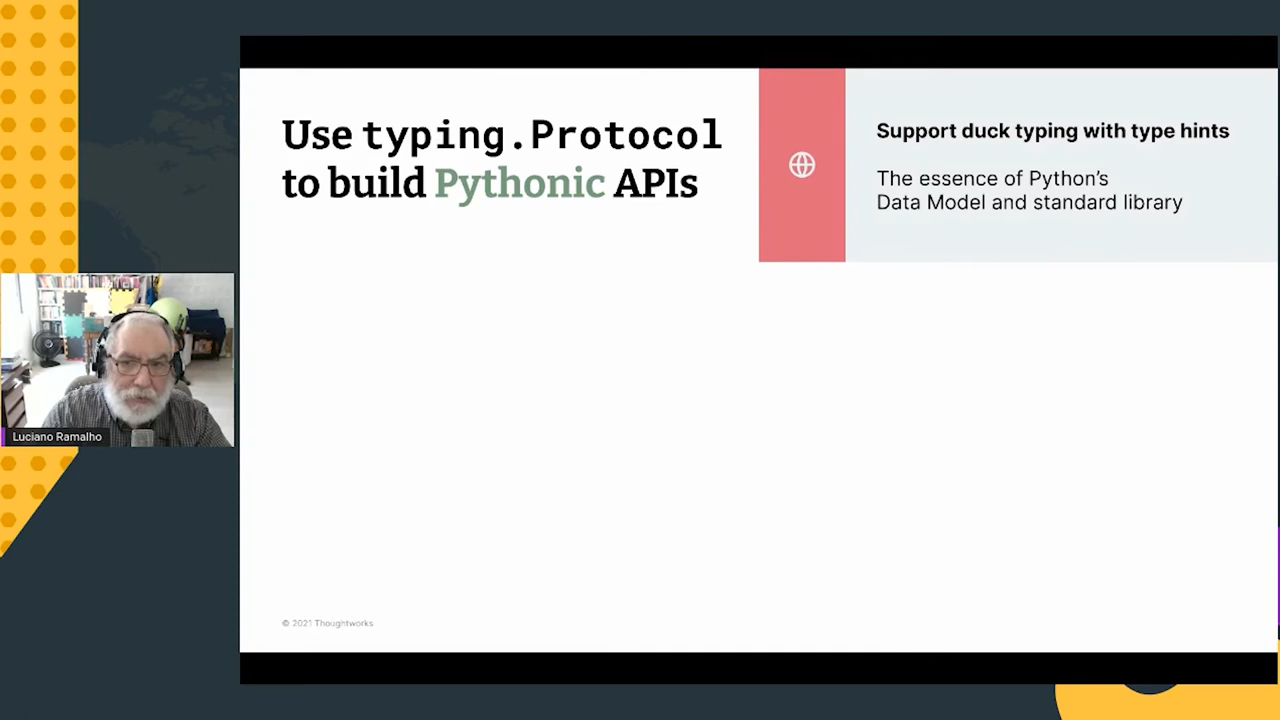 Use typing.Protocol
to build Pythonic APIs
Support duck typing with type hints
The essence of Python’s
Data Model and standard library
Luciano Ramalho
© 2021 Thoughtworks